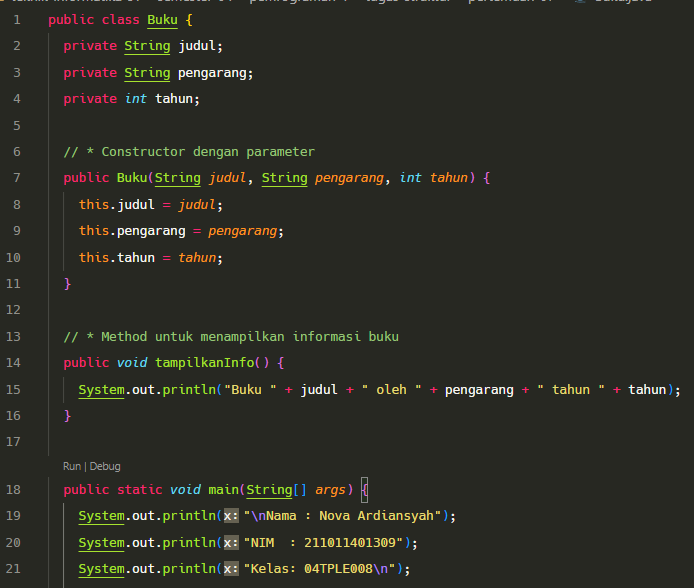 1 public class Buku {
2 private String judul;
3 private String pengarang;
4 private int tahun;
5
6 // * Constructor dengan parameter
7 public Buku(String judul, String pengarang, int tahun) {
8 this.judul = judul;
9 this.pengarang = pengarang;
10 this.tahun = tahun;
11 }
12
13 // * Method untuk menampilkan informasi buku
14 public void tampilkanInfo() {
15 System.out.println("Buku " + judul + " oleh " + pengarang + " tahun " + tahun);
16 }
17
Run | Debug
18 public static void main(String[] args) {
19 System.out.println(x: "\nNama : Nova Ardiansyah");
20 System.out.println(x: "NIM  : 211011401309");
21 System.out.println(x: "Kelas: 04TPLE008\n");